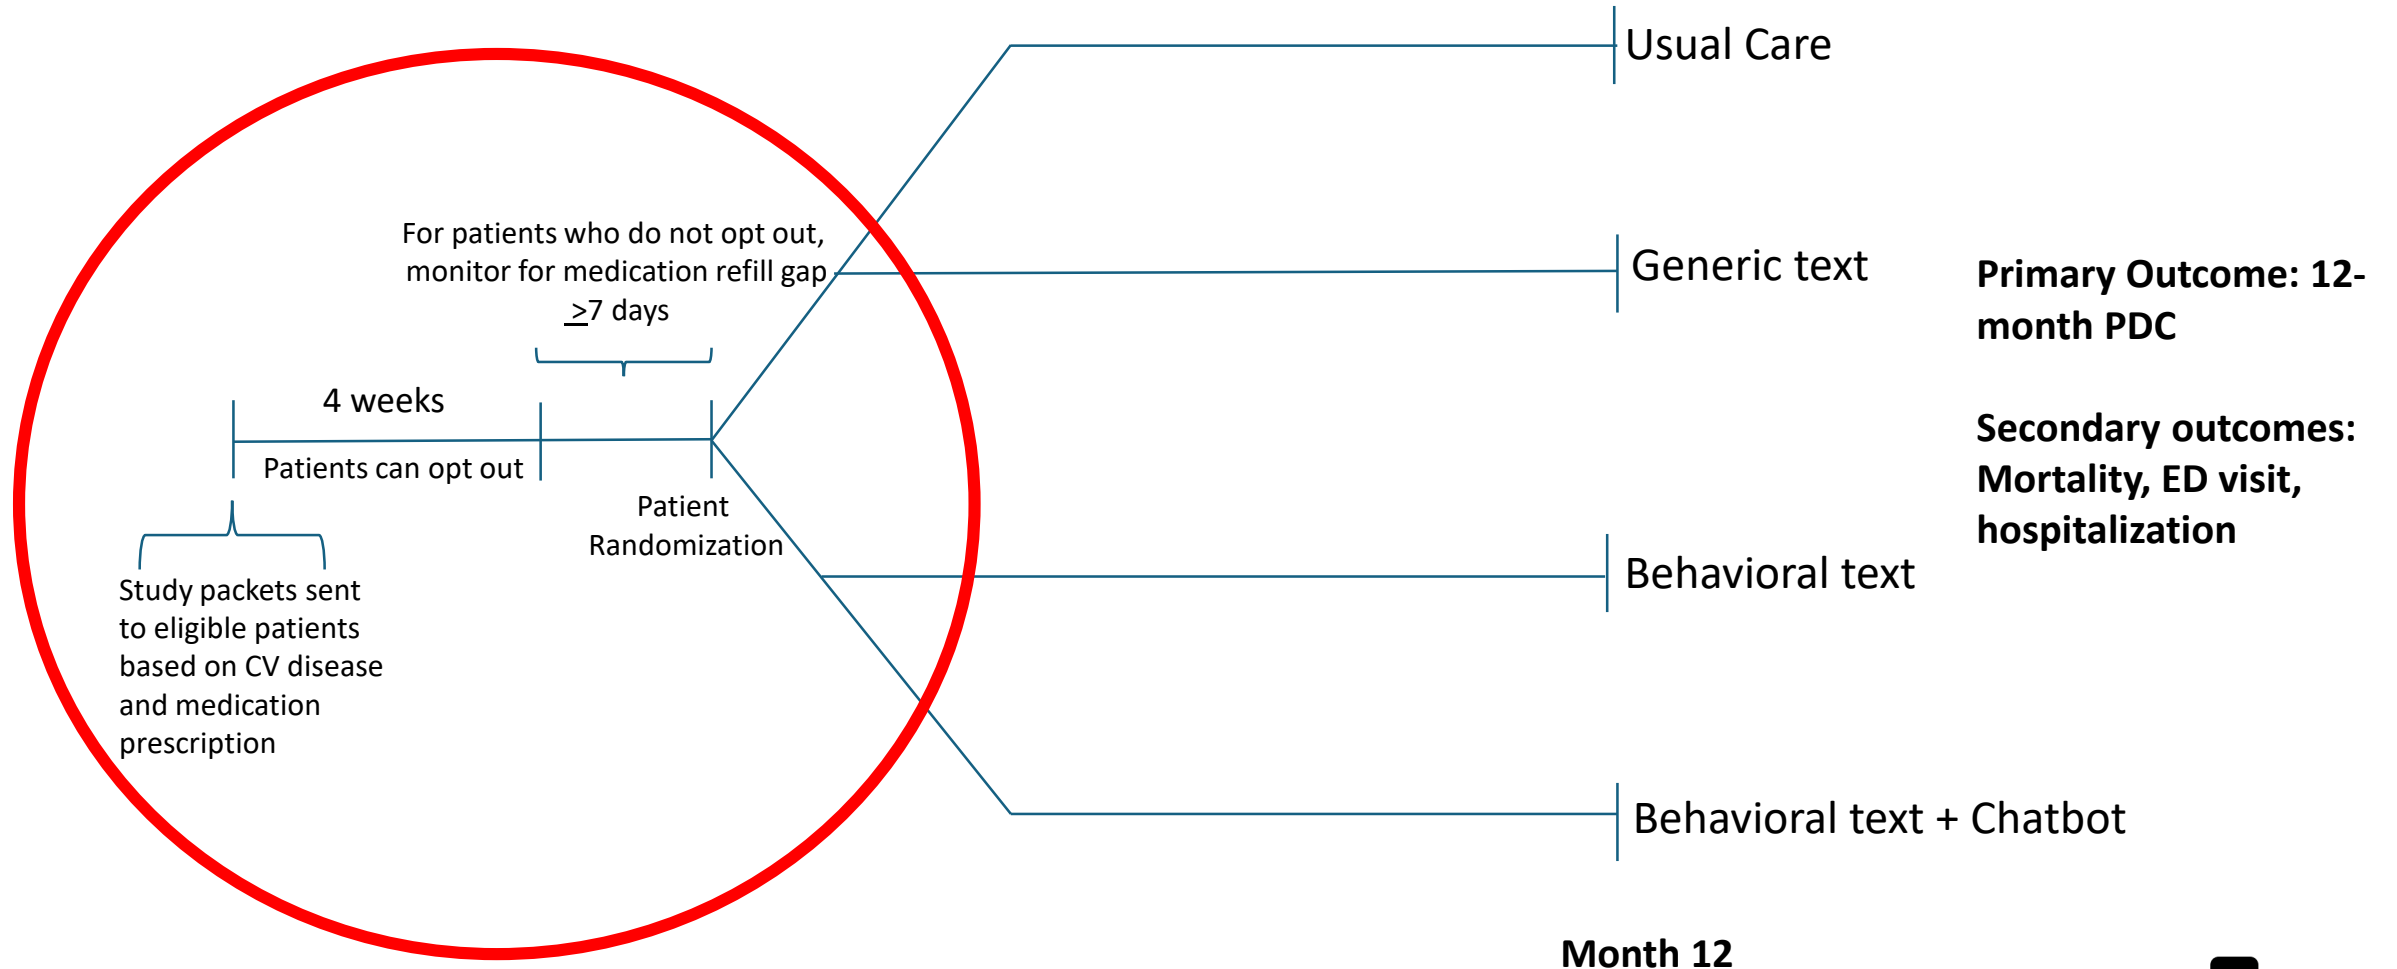 Usual Care
For patients who do not opt out,
monitor for medication refill gap
≥7 days
Generic text
Primary Outcome: 12-
month PDC
4 weeks
Patients can opt out
Patient
Randomization
Secondary outcomes:
Mortality, ED visit,
hospitalization
Study packets sent
to eligible patients
based on CV disease
and medication
prescription
Behavioral text
Behavioral text + Chatbot
Month 12